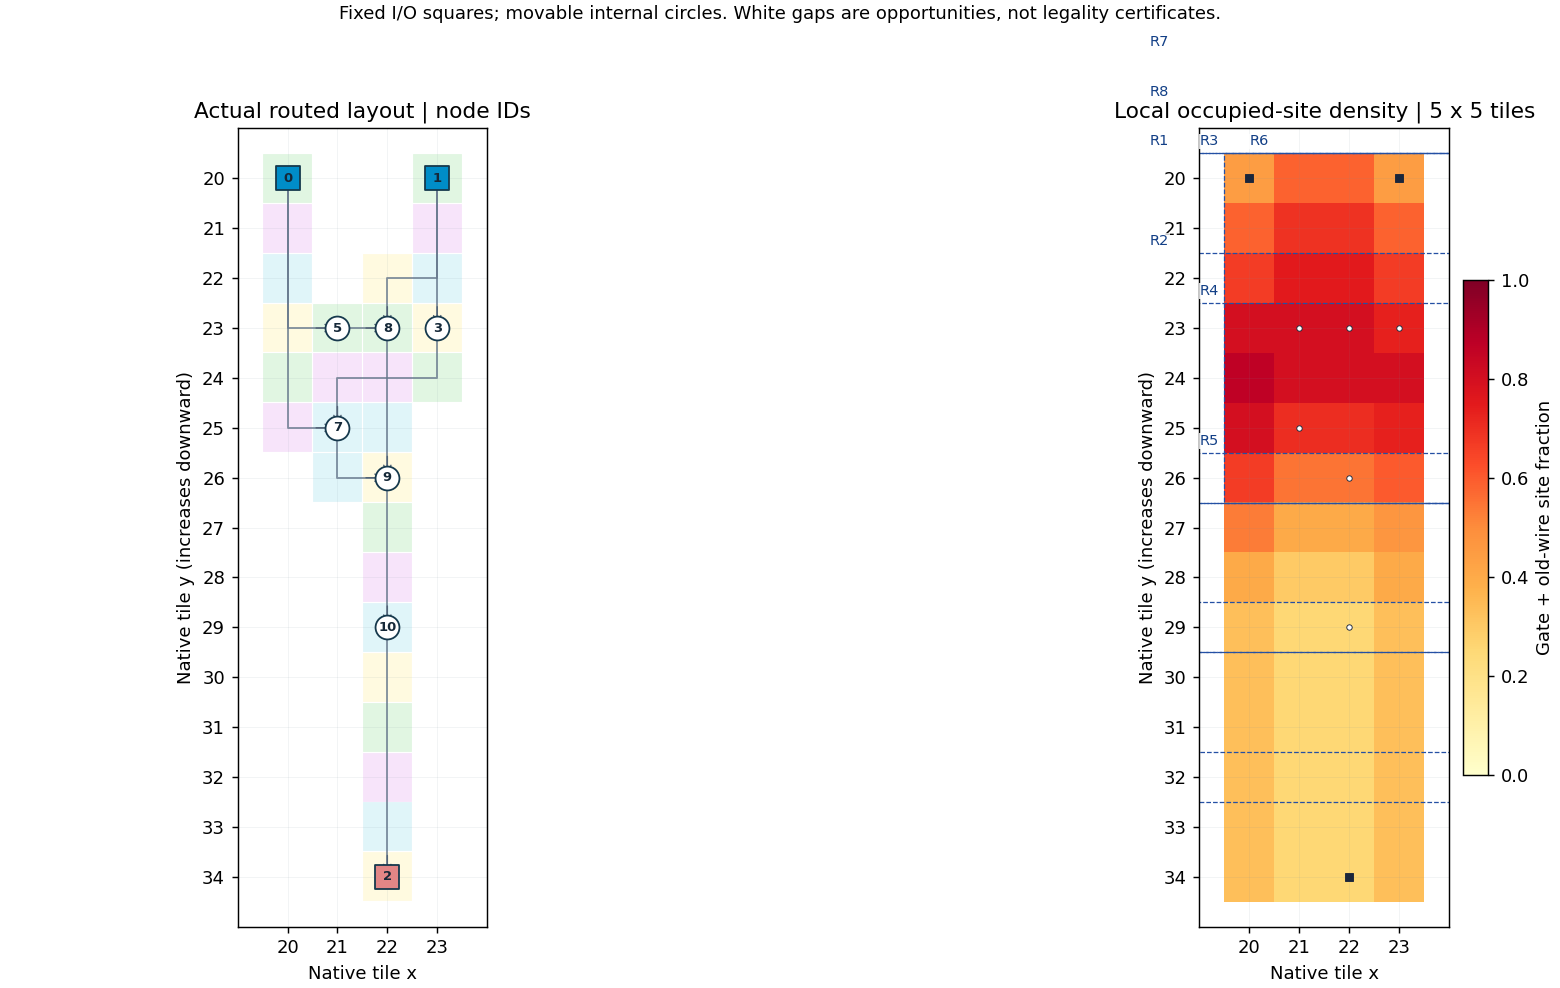 Fixed I/O squares; movable internal circles. White gaps are opportunities, not legality certificates.
Actual routed layout | node IDs
Native tile y (increases downward)
20
21
22
23
24
25
26
27
28
29
30
31
32
33
34
0
1
5
8
3
7
9
10
2
20 21 22 23
Native tile x
R7
R8
Local occupied-site density | 5 x 5 tiles
R1 R3 R6
R2
R4
R5
Native tile y (increases downward)
20
21
22
23
24
25
26
27
28
29
30
31
32
33
34
20 21 22 23
Native tile x
1.0
0.8
0.6
0.4
0.2
0.0
Gate + old-wire site fraction